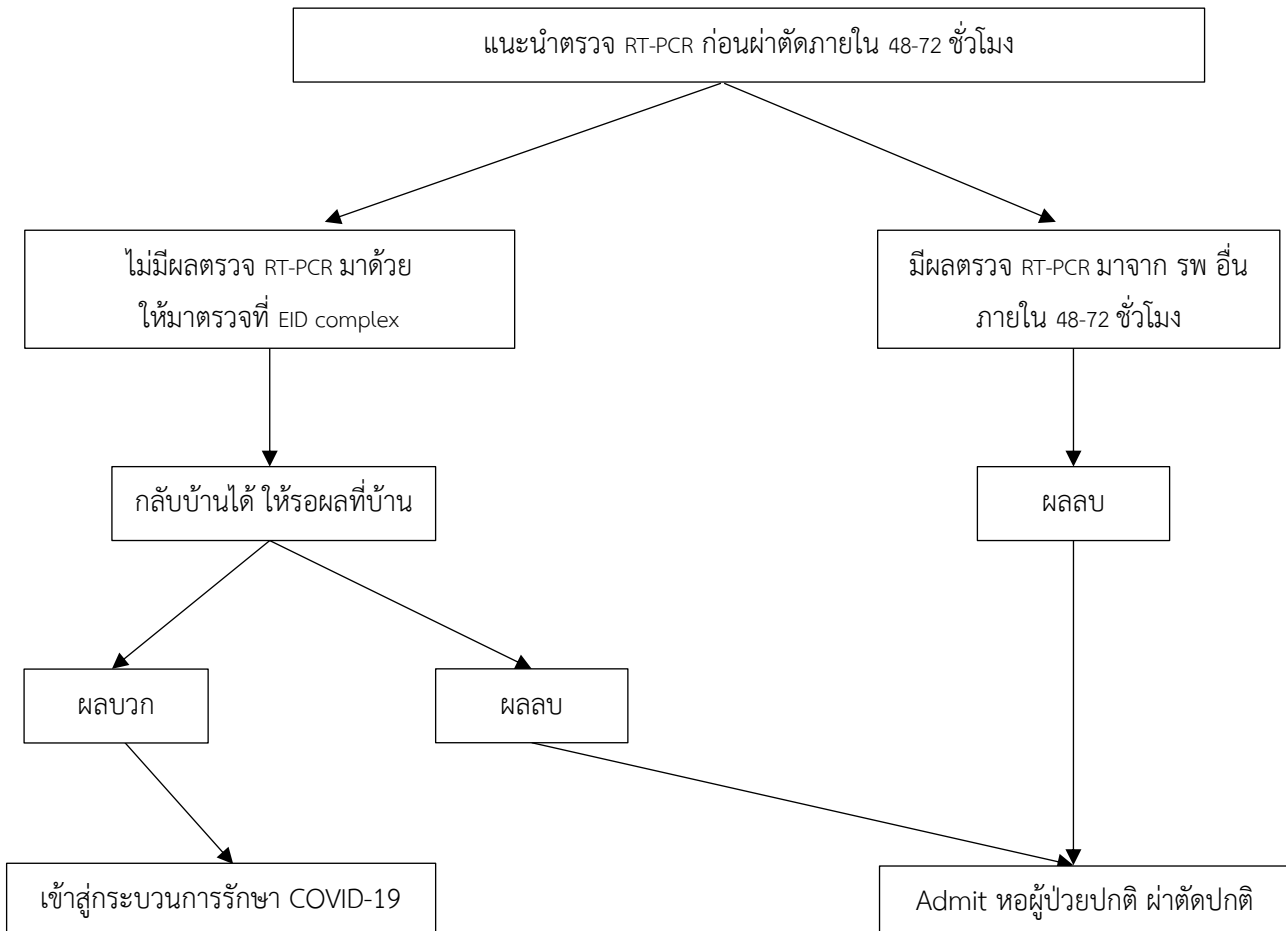 แนะนำตรวจ RT-PCR ก่อนผ่าตัดภายใน 48-72 ชั่วโมง
ไม่มีผลตรวจ RT-PCR มาด้วย
ให้มาตรวจที่ EID complex
มีผลตรวจ RT-PCR มาจาก รพ อื่น
ภายใน 48-72 ชั่วโมง
กลับบ้านได้ ให้รอผลที่บ้าน
ผลลบ
ผลบวก
ผลลบ
เข้าสู่กระบวนการรักษา COVID-19
Admit หอผู้ป่วยปกติ ผ่าตัดปกติ